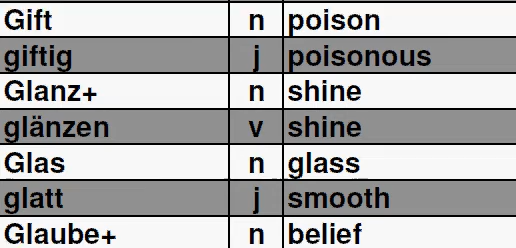 Gift n poison
giftig j poisonous
Glanz+ n shine
glänzen v shine
Glas n glass
glatt j smooth
Glaube+ n belief